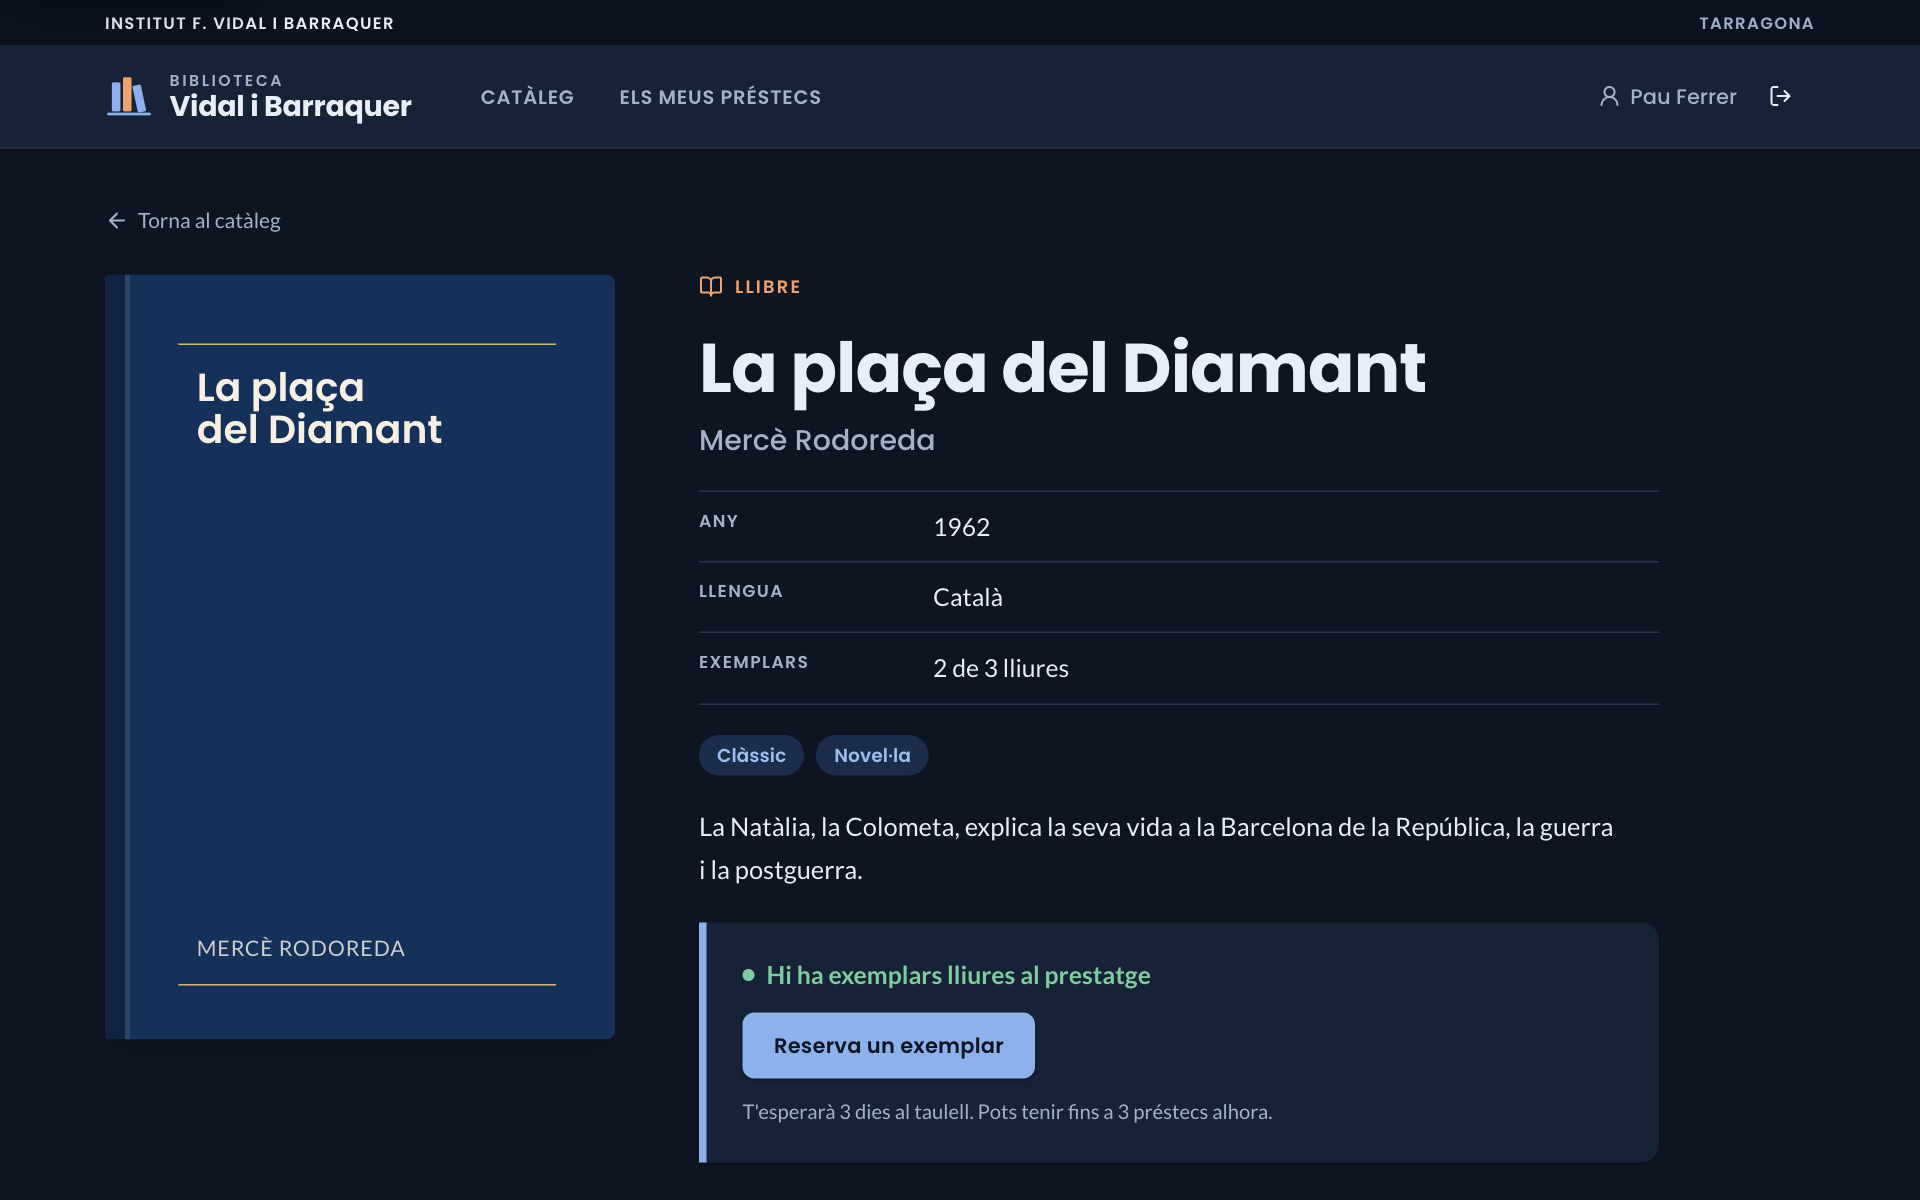 INSTITUT F. VIDAL I BARRAQUER
TARRAGONA
BIBLIOTECA
Vidal i Barraquer
CATÀLEG
ELS MEUS PRÉSTECS
Pau Ferrer
Torna al catàleg
La plaça
del Diamant
MERCÈ RODOREDA
LLIBRE
La plaça del Diamant
Mercè Rodoreda
ANY
1962
LLENGUA
Català
EXEMPLARS
2 de 3 lliures
Clàssic
Novel·la
La Natàlia, la Colometa, explica la seva vida a la Barcelona de la República, la guerra
i la postguerra.
Hi ha exemplars lliures al prestatge
Reserva un exemplar
T'esperarà 3 dies al taulell. Pots tenir fins a 3 préstecs alhora.